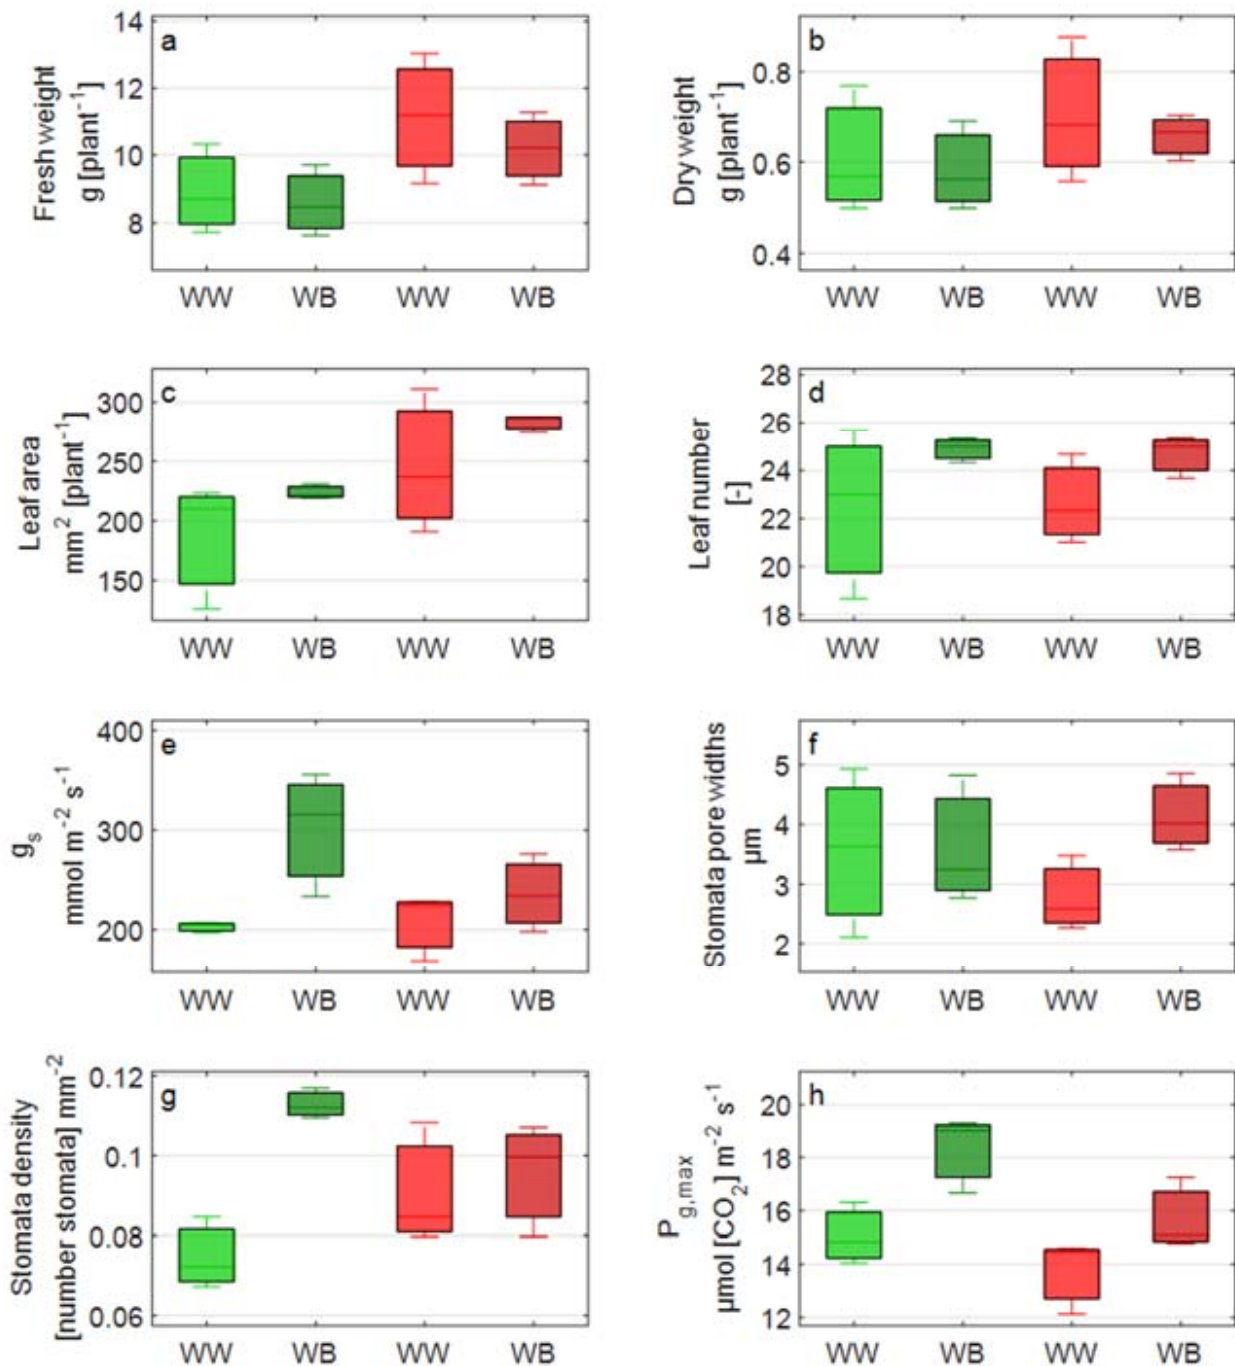 a
Fresh weight
g [plant⁻¹]
14
12
10
8
WW WB WW WB
b
Dry weight
g [plant⁻¹]
0.8
0.6
0.4
WW WB WW WB
c
Leaf area
mm² [plant⁻¹]
300
250
200
150
WW WB WW WB
d
Leaf number
[-]
28
26
24
22
20
18
WW WB WW WB
e
gₛ
mmol m⁻² s⁻¹
400
300
200
WW WB WW WB
f
Stomata pore widths
µm
5
4
3
2
WW WB WW WB
g
Stomata density
[number stomata] mm⁻²
0.12
0.1
0.08
0.06
WW WB WW WB
h
P g,max
µmol [CO₂] m⁻² s⁻¹
20
18
16
14
12
WW WB WW WB